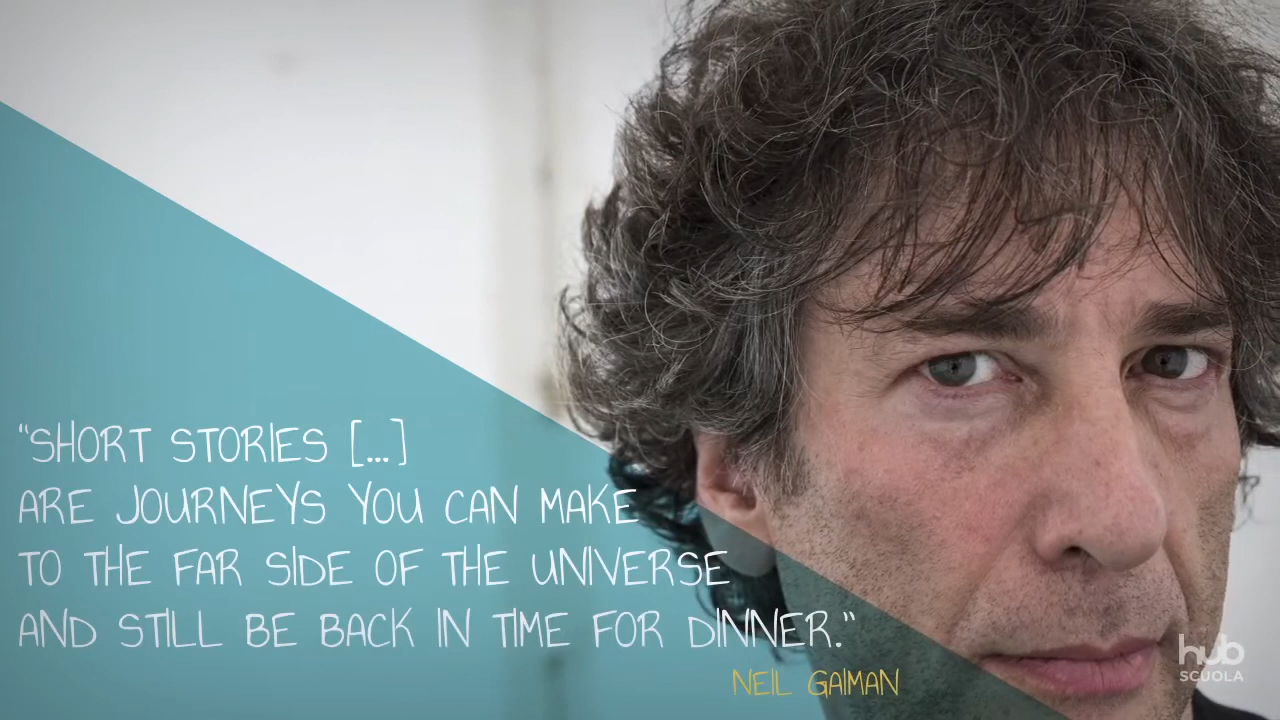 “SHORT STORIES [...]
ARE JOURNEYS YOU CAN MAKE
TO THE FAR SIDE OF THE UNIVERSE
AND STILL BE BACK IN TIME FOR DINNER.”
NEIL GAIMAN
hub
SCUOLA